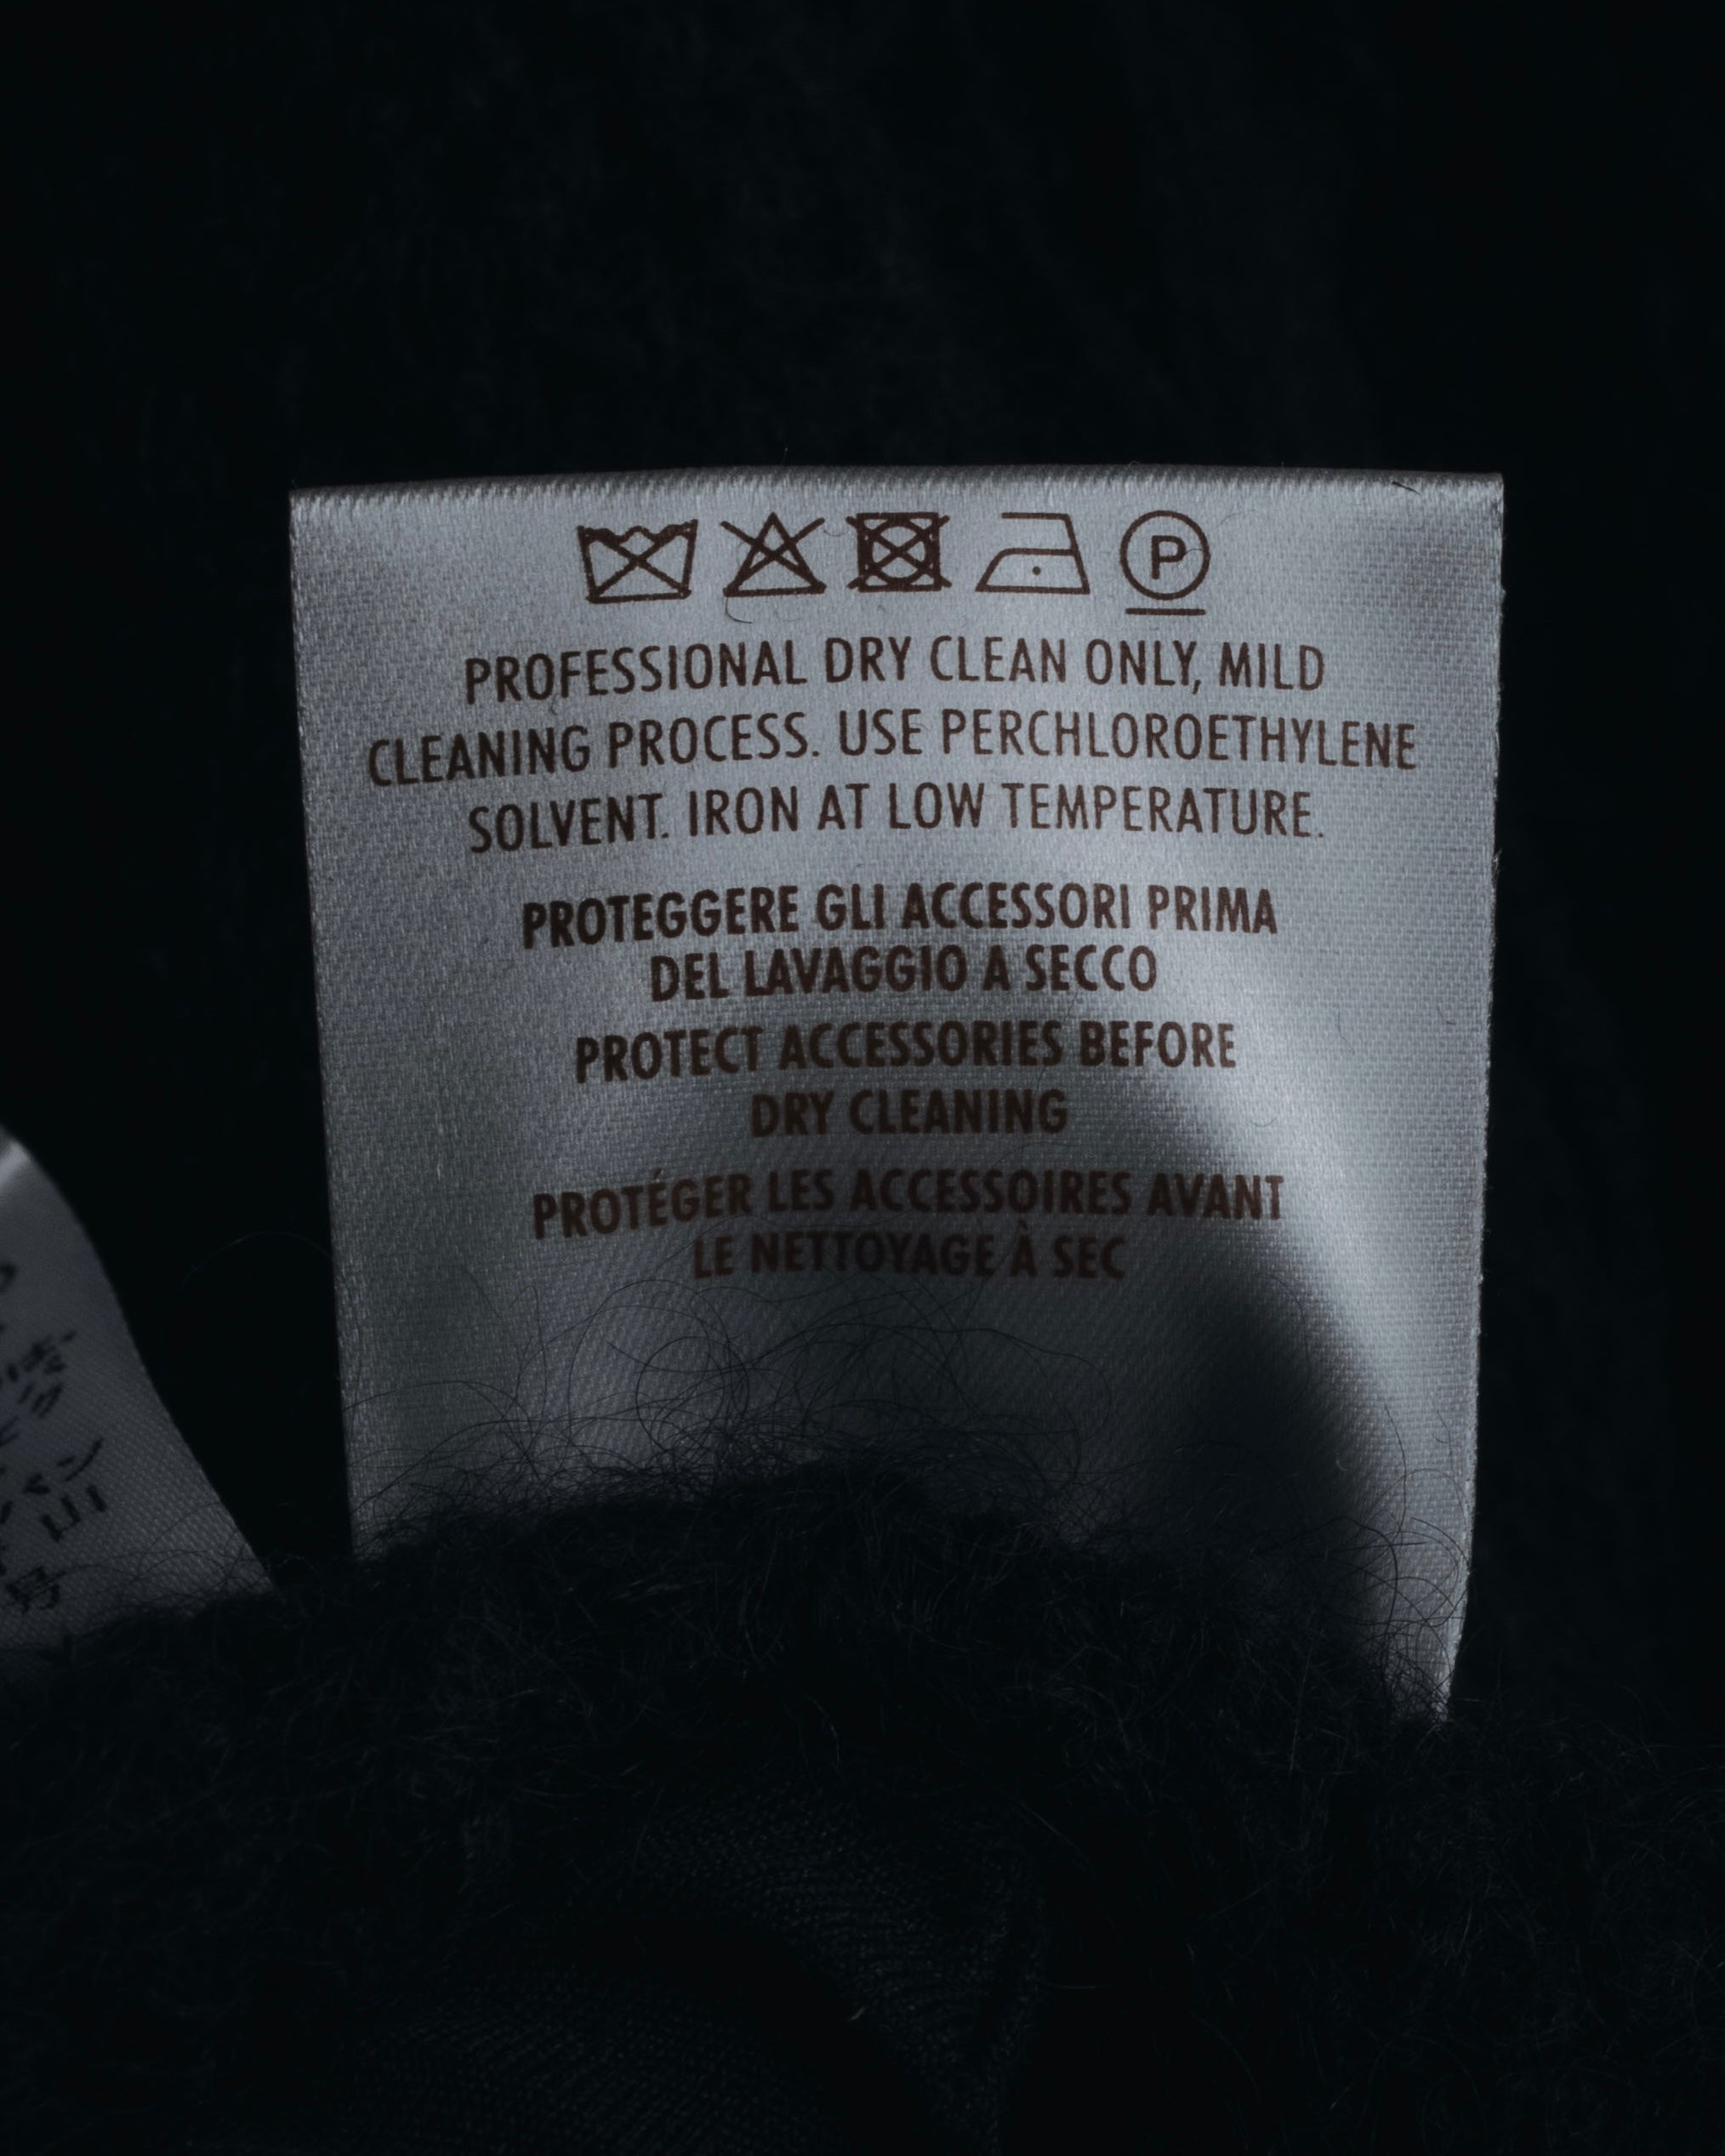 P
PROFESSIONAL DRY CLEAN ONLY, MILD
CLEANING PROCESS. USE PERCHLOROETHYLENE
SOLVENT. IRON AT LOW TEMPERATURE.
PROTEGGERE GLI ACCESSORI PRIMA
DEL LAVAGGIO A SECCO
PROTECT ACCESSORIES BEFORE
DRY CLEANING
PROTÉGER LES ACCESSOIRES AVANT
LE NETTOYAGE À SEC